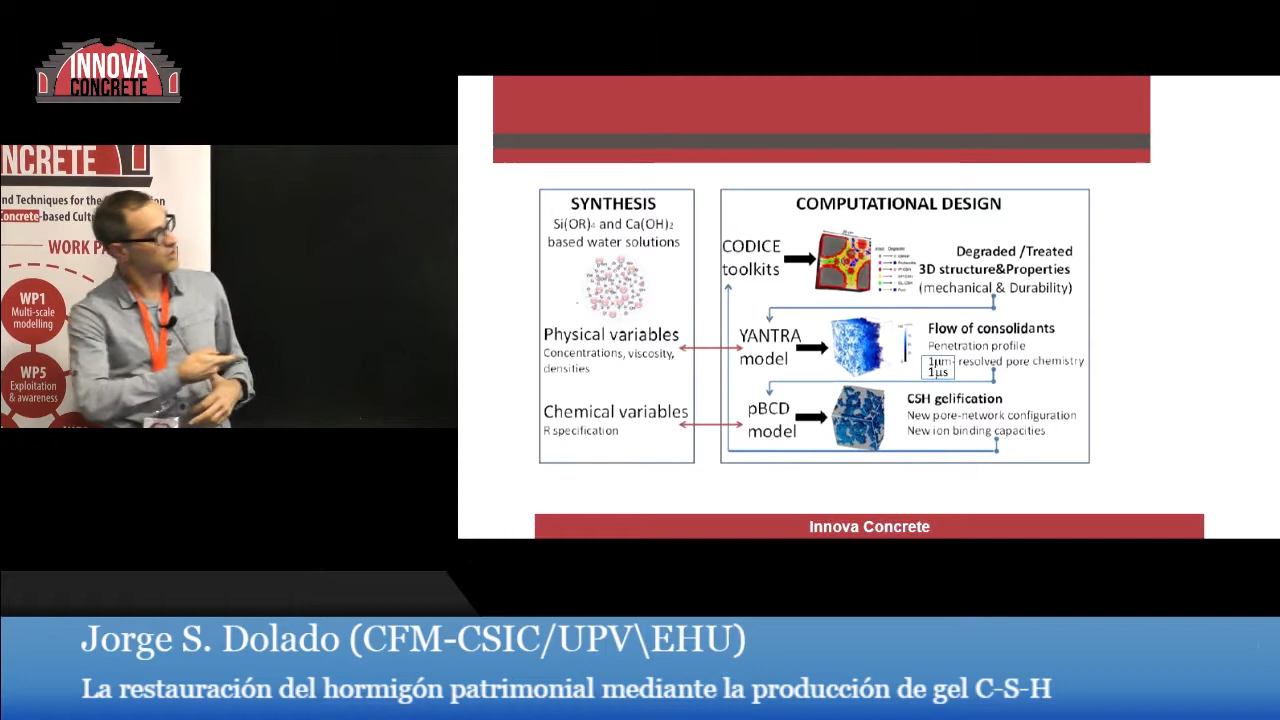 INNOVA
CONCRETE
NCRETE
nd Techniques for the
tion
Concrete-based Cultu
WORK PA
WP1
Multi-scale
modelling
WP5
Exploitation
& awareness
SYNTHESIS
Si(OR)4 and Ca(OH)2
based water solutions
Physical variables
Concentrations, viscosity,
densities
Chemical variables
R specification
COMPUTATIONAL DESIGN
CODICE
toolkits
Degraded /Treated
3D structure&Properties
(mechanical & Durability)
YANTRA
model
Flow of consolidants
Penetration profile
1μm- resolved pore chemistry
1μs
pBCD
model
CSH gelification
New pore-network configuration
New ion binding capacities
Innova Concrete
Jorge S. Dolado (CFM-CSIC/UPV\EHU)
La restauración del hormigón patrimonial mediante la producción de gel C-S-H